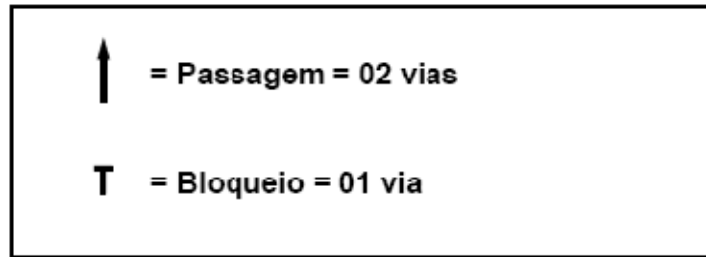 = Passagem = 02 vias
T = Bloqueio = 01 via